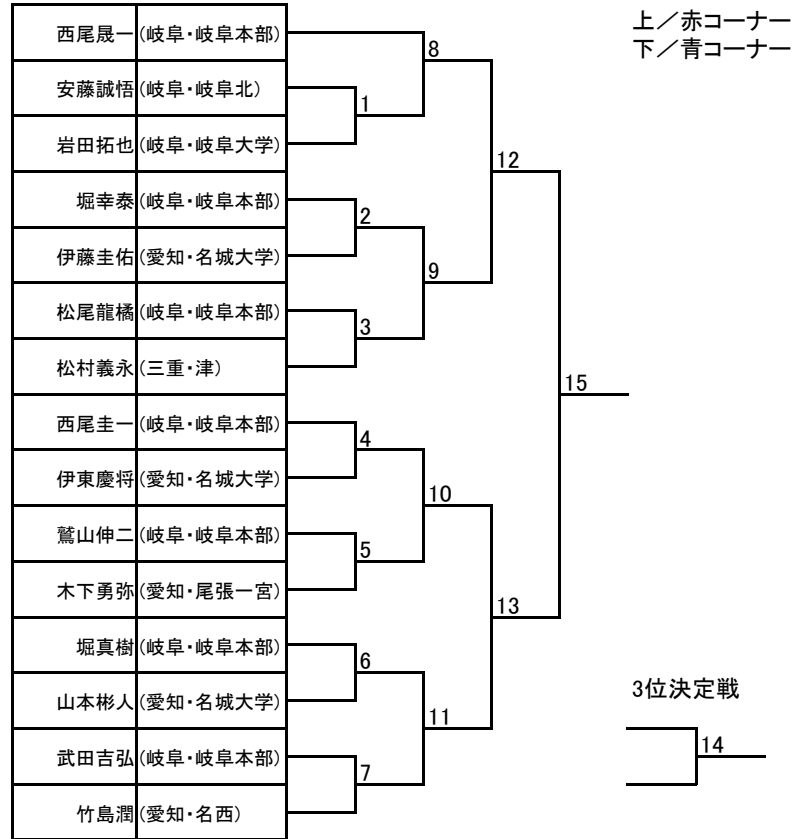 上／赤コーナー
下／青コーナー
西尾晟一(岐阜・岐阜本部)
安藤誠悟(岐阜・岐阜北)
岩田拓也(岐阜・岐阜大学)
堀幸泰(岐阜・岐阜本部)
伊藤圭佑(愛知・名城大学)
松尾龍橘(岐阜・岐阜本部)
松村義永(三重・津)
西尾圭一(岐阜・岐阜本部)
伊東慶将(愛知・名城大学)
鷲山伸二(岐阜・岐阜本部)
木下勇弥(愛知・尾張一宮)
堀真樹(岐阜・岐阜本部)
山本彬人(愛知・名城大学)
武田吉弘(岐阜・岐阜本部)
竹島潤(愛知・名西)
1
2
3
4
5
6
7
8
9
10
11
12
13
15
3位決定戦
14